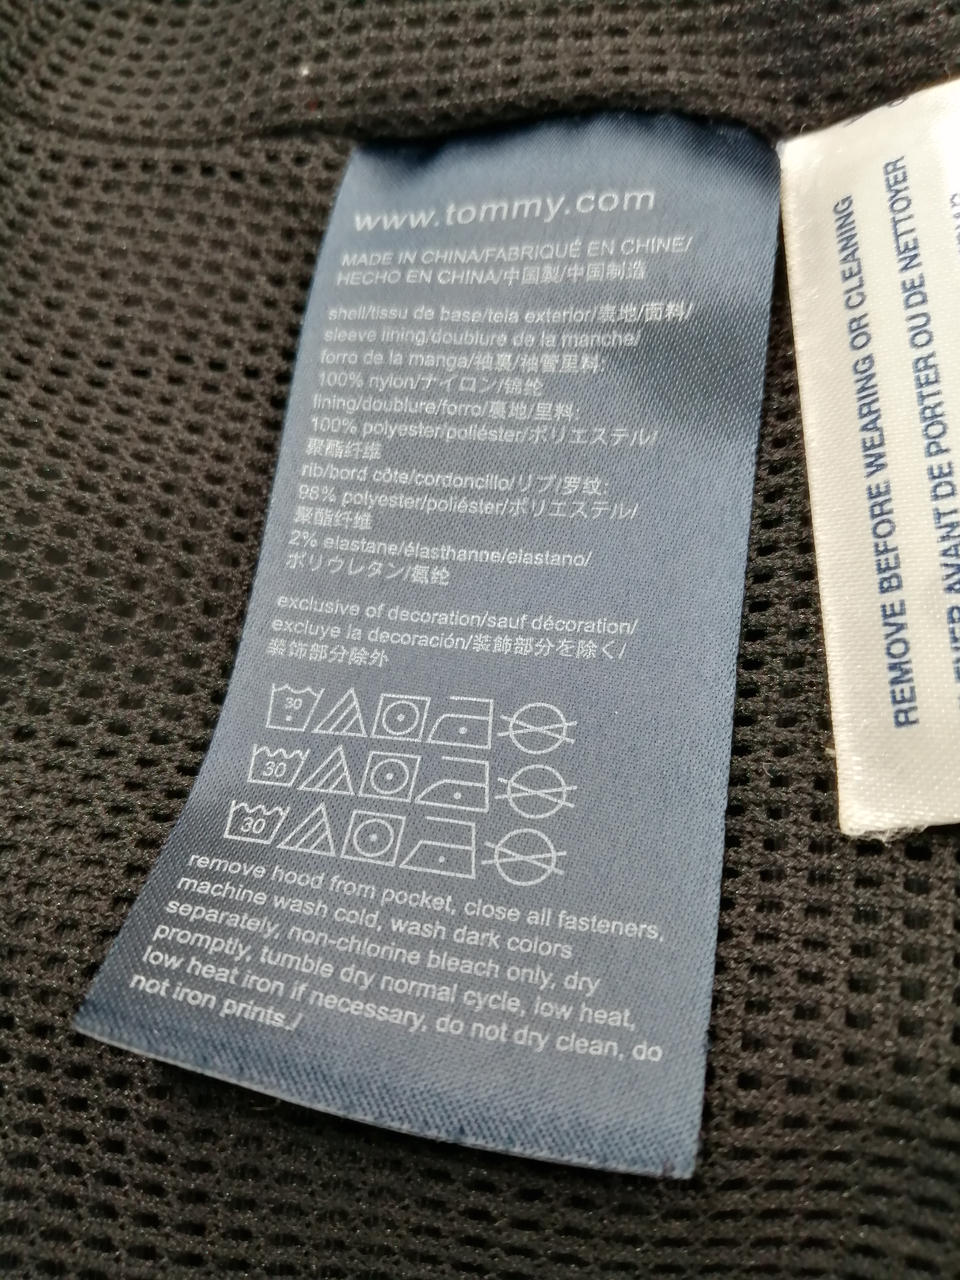 www.tommy.com
MADE IN CHINA/FABRIQUÉ EN CHINE/
HECHO EN CHINA/中国製/中国制造
shell/tissu de base/tela exterior/裏地/面料/
sleeve lining/doublure de la manche/
forro de la manga/袖裏/袖管里料:
100% nylon/ナイロン/锦纶
lining/doublure/forro/裏地/里料:
100% polyester/poliéster/ポリエステル/
聚酯纤维
rib/bord côte/cordoncillo/リブ/罗纹:
98% polyester/poliéster/ポリエステル/
聚酯纤维
2% elastane/élasthanne/elastano/
ポリウレタン/氨纶
exclusive of decoration/sauf décoration/
excluye la decoración/装飾部分を除く/
装饰部分除外
30
30
30
remove hood from pocket, close all fasteners,
machine wash cold, wash dark colors
separately, non-chlorine bleach only, dry
promptly, tumble dry normal cycle, low heat,
low heat iron if necessary, do not dry clean, do
not iron prints./
REMOVE BEFORE WEARING OR CLEANING
AVANT DE PORTER OU DE NETTOYER